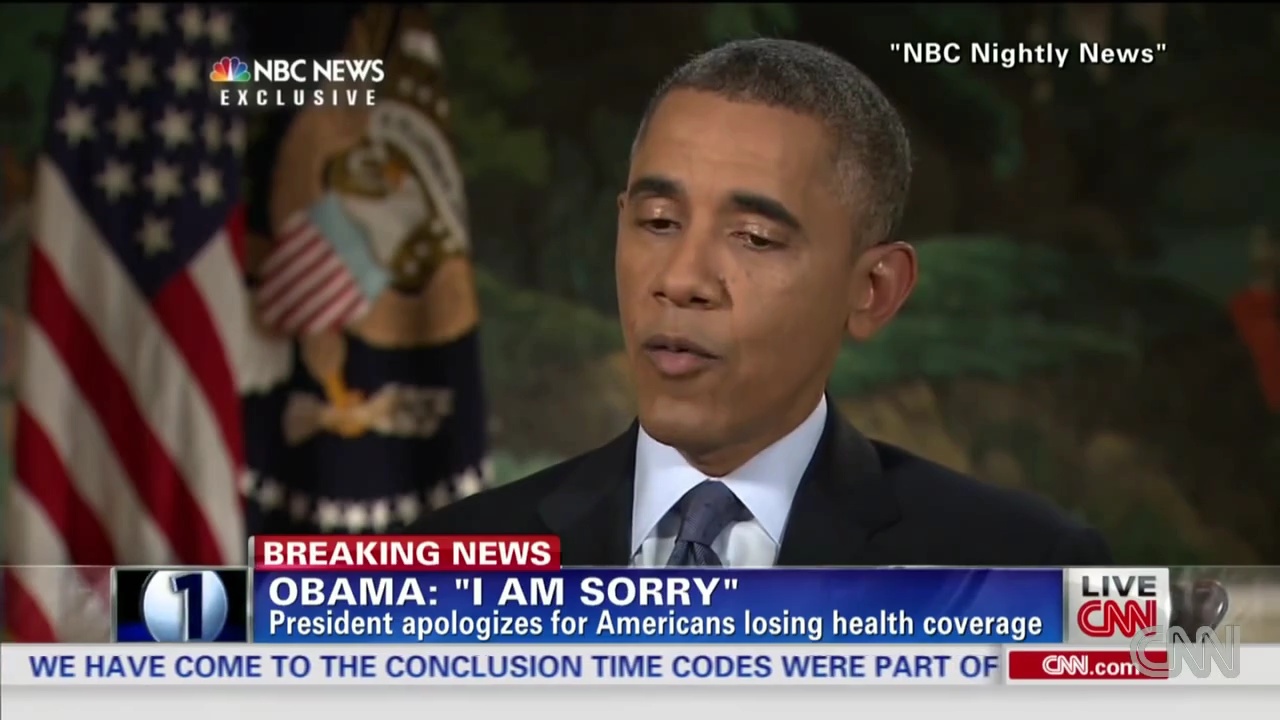 "NBC Nightly News"
NBC NEWS
EXCLUSIVE
BREAKING NEWS
OBAMA: "I AM SORRY"
President apologizes for Americans losing health coverage
1
LIVE
CNN
WE HAVE COME TO THE CONCLUSION TIME CODES WERE PART OF
CNN.com
CNN